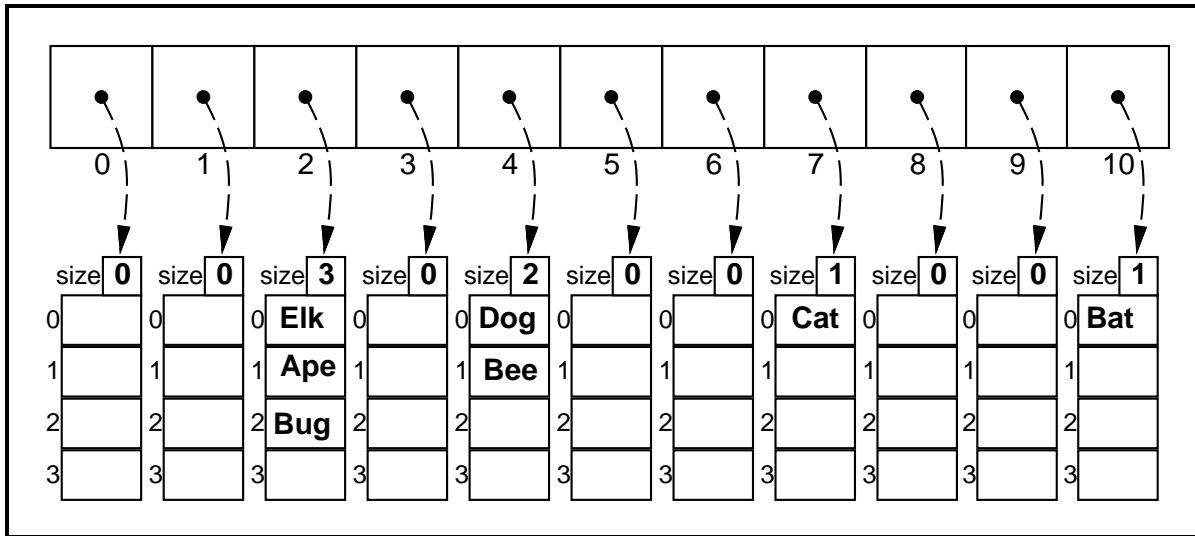 0 1 2 3 4 5 6 7 8 9 10
size 0 size 0 size 3 size 0 size 2 size 0 size 0 size 1 size 0 size 0 size 1
0 0 0 Elk 0 0 Dog 0 0 0 Cat 0 0 0 Bat
1 1 1 Ape 1 1 Bee 1 1 1 1 1 1
2 2 2 Bug 2 2 2 2 2 2 2 2
3 3 3 3 3 3 3 3 3 3 3